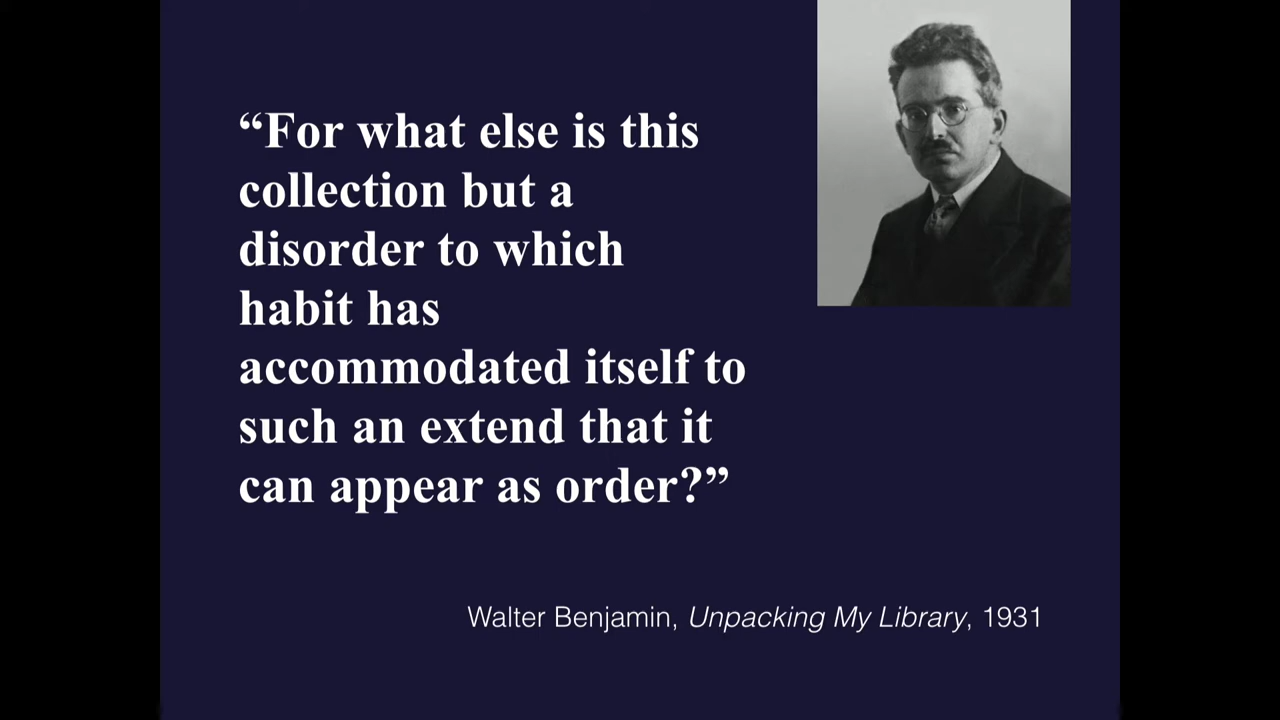 “For what else is this
collection but a
disorder to which
habit has
accommodated itself to
such an extend that it
can appear as order?”
Walter Benjamin, Unpacking My Library, 1931